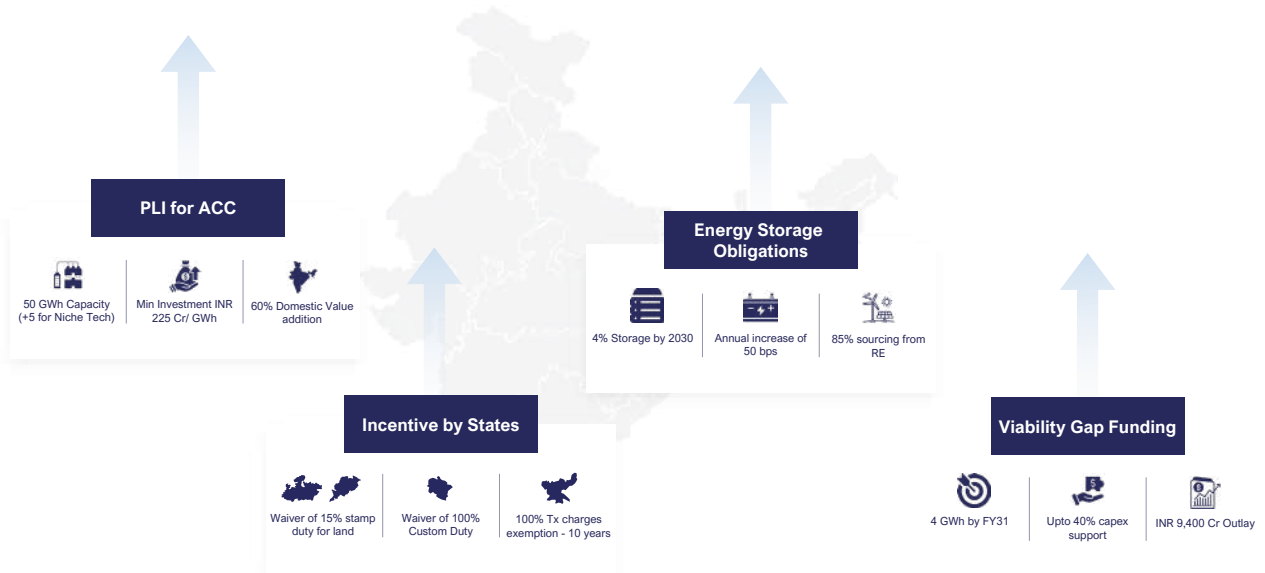 PLI for ACC
50 GWh Capacity
(+5 for Niche Tech)
Min Investment INR
225 Cr/ GWh
60% Domestic Value
addition
Energy Storage
Obligations
4% Storage by 2030
Annual increase of
50 bps
85% sourcing from
RE
Incentive by States
Waiver of 15% stamp
duty for land
Waiver of 100%
Custom Duty
100% Tx charges
exemption - 10 years
Viability Gap Funding
4 GWh by FY31
Upto 40% capex
support
INR 9,400 Cr Outlay